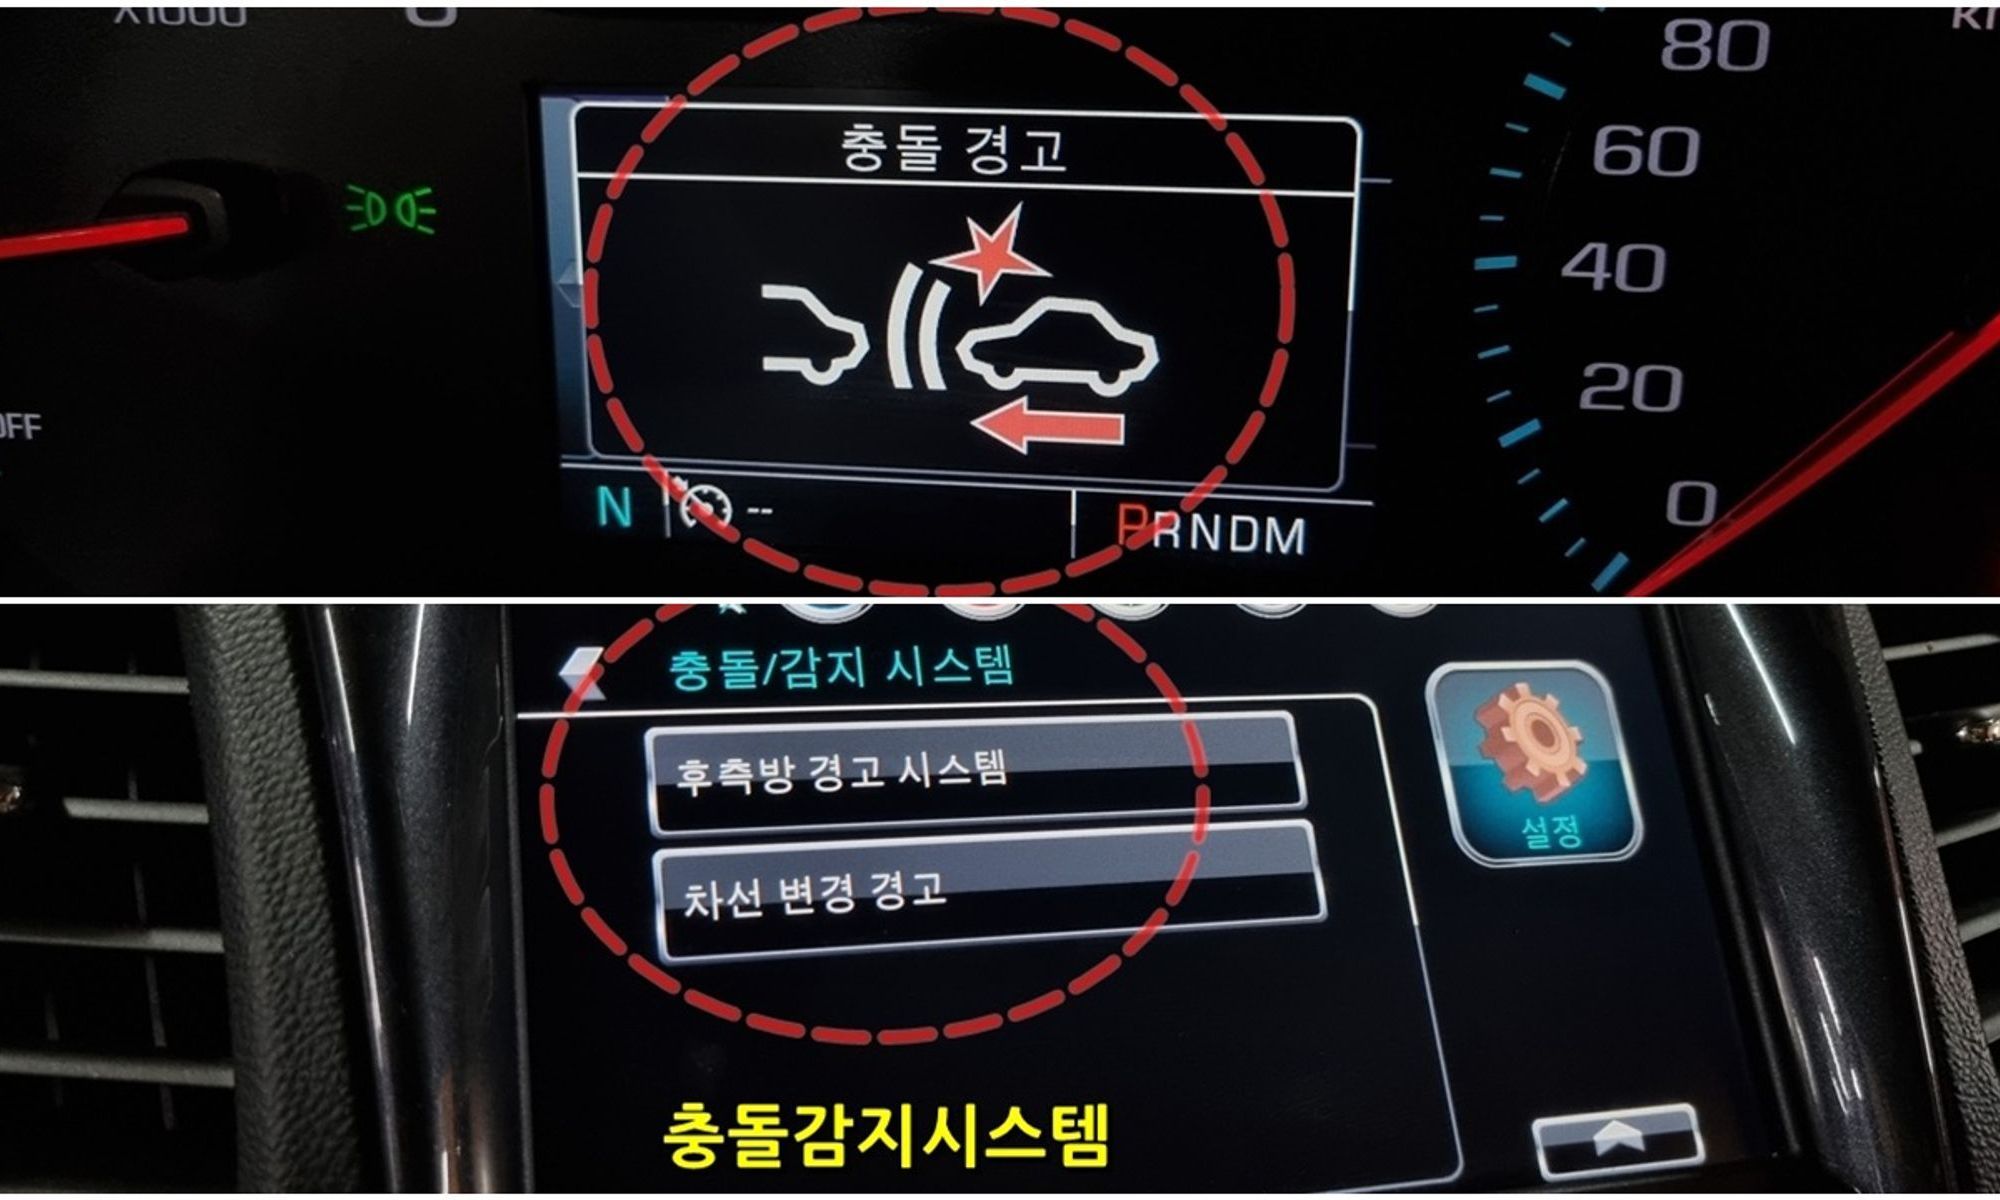 X1000
0
80
60
40
20
0
충돌 경고
OFF
N
--
PRNDM
충돌/감지 시스템
후측방 경고 시스템
차선 변경 경고
설정
충돌감지시스템